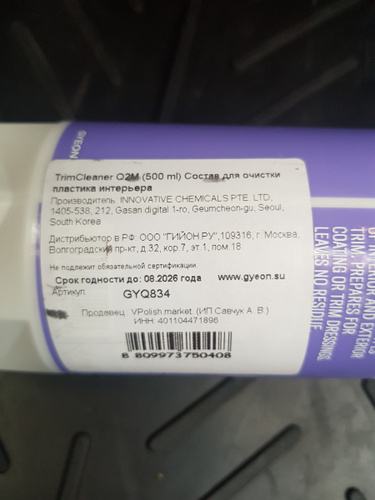 GYEON
TrimCleaner Q2M (500 ml) Состав для очистки
пластика интерьера
Производитель: INNOVATIVE CHEMICALS PTE. LTD,
1405-538, 212, Gasan digital 1-ro, Geumcheon-gu, Seoul,
South Korea
Дистрибьютор в РФ: ООО "ГИЙОН РУ",109316, г. Москва,
Волгоградский пр-кт, д.32, кор.7, эт.1, пом.18
Не подлежит обязательной сертификации.
Срок годности до: 08.2026 года www.gyeon.su
Артикул: GYQ834
Продавец: VPolish.market. (ИП Савчук А. В.)
ИНН: 401104471896
8 809973750408
AND EXTERIOR
TRIM. PREPARES FOR
COATING OR TRIM DRESSINGS.
LEAVES NO RESIDUE